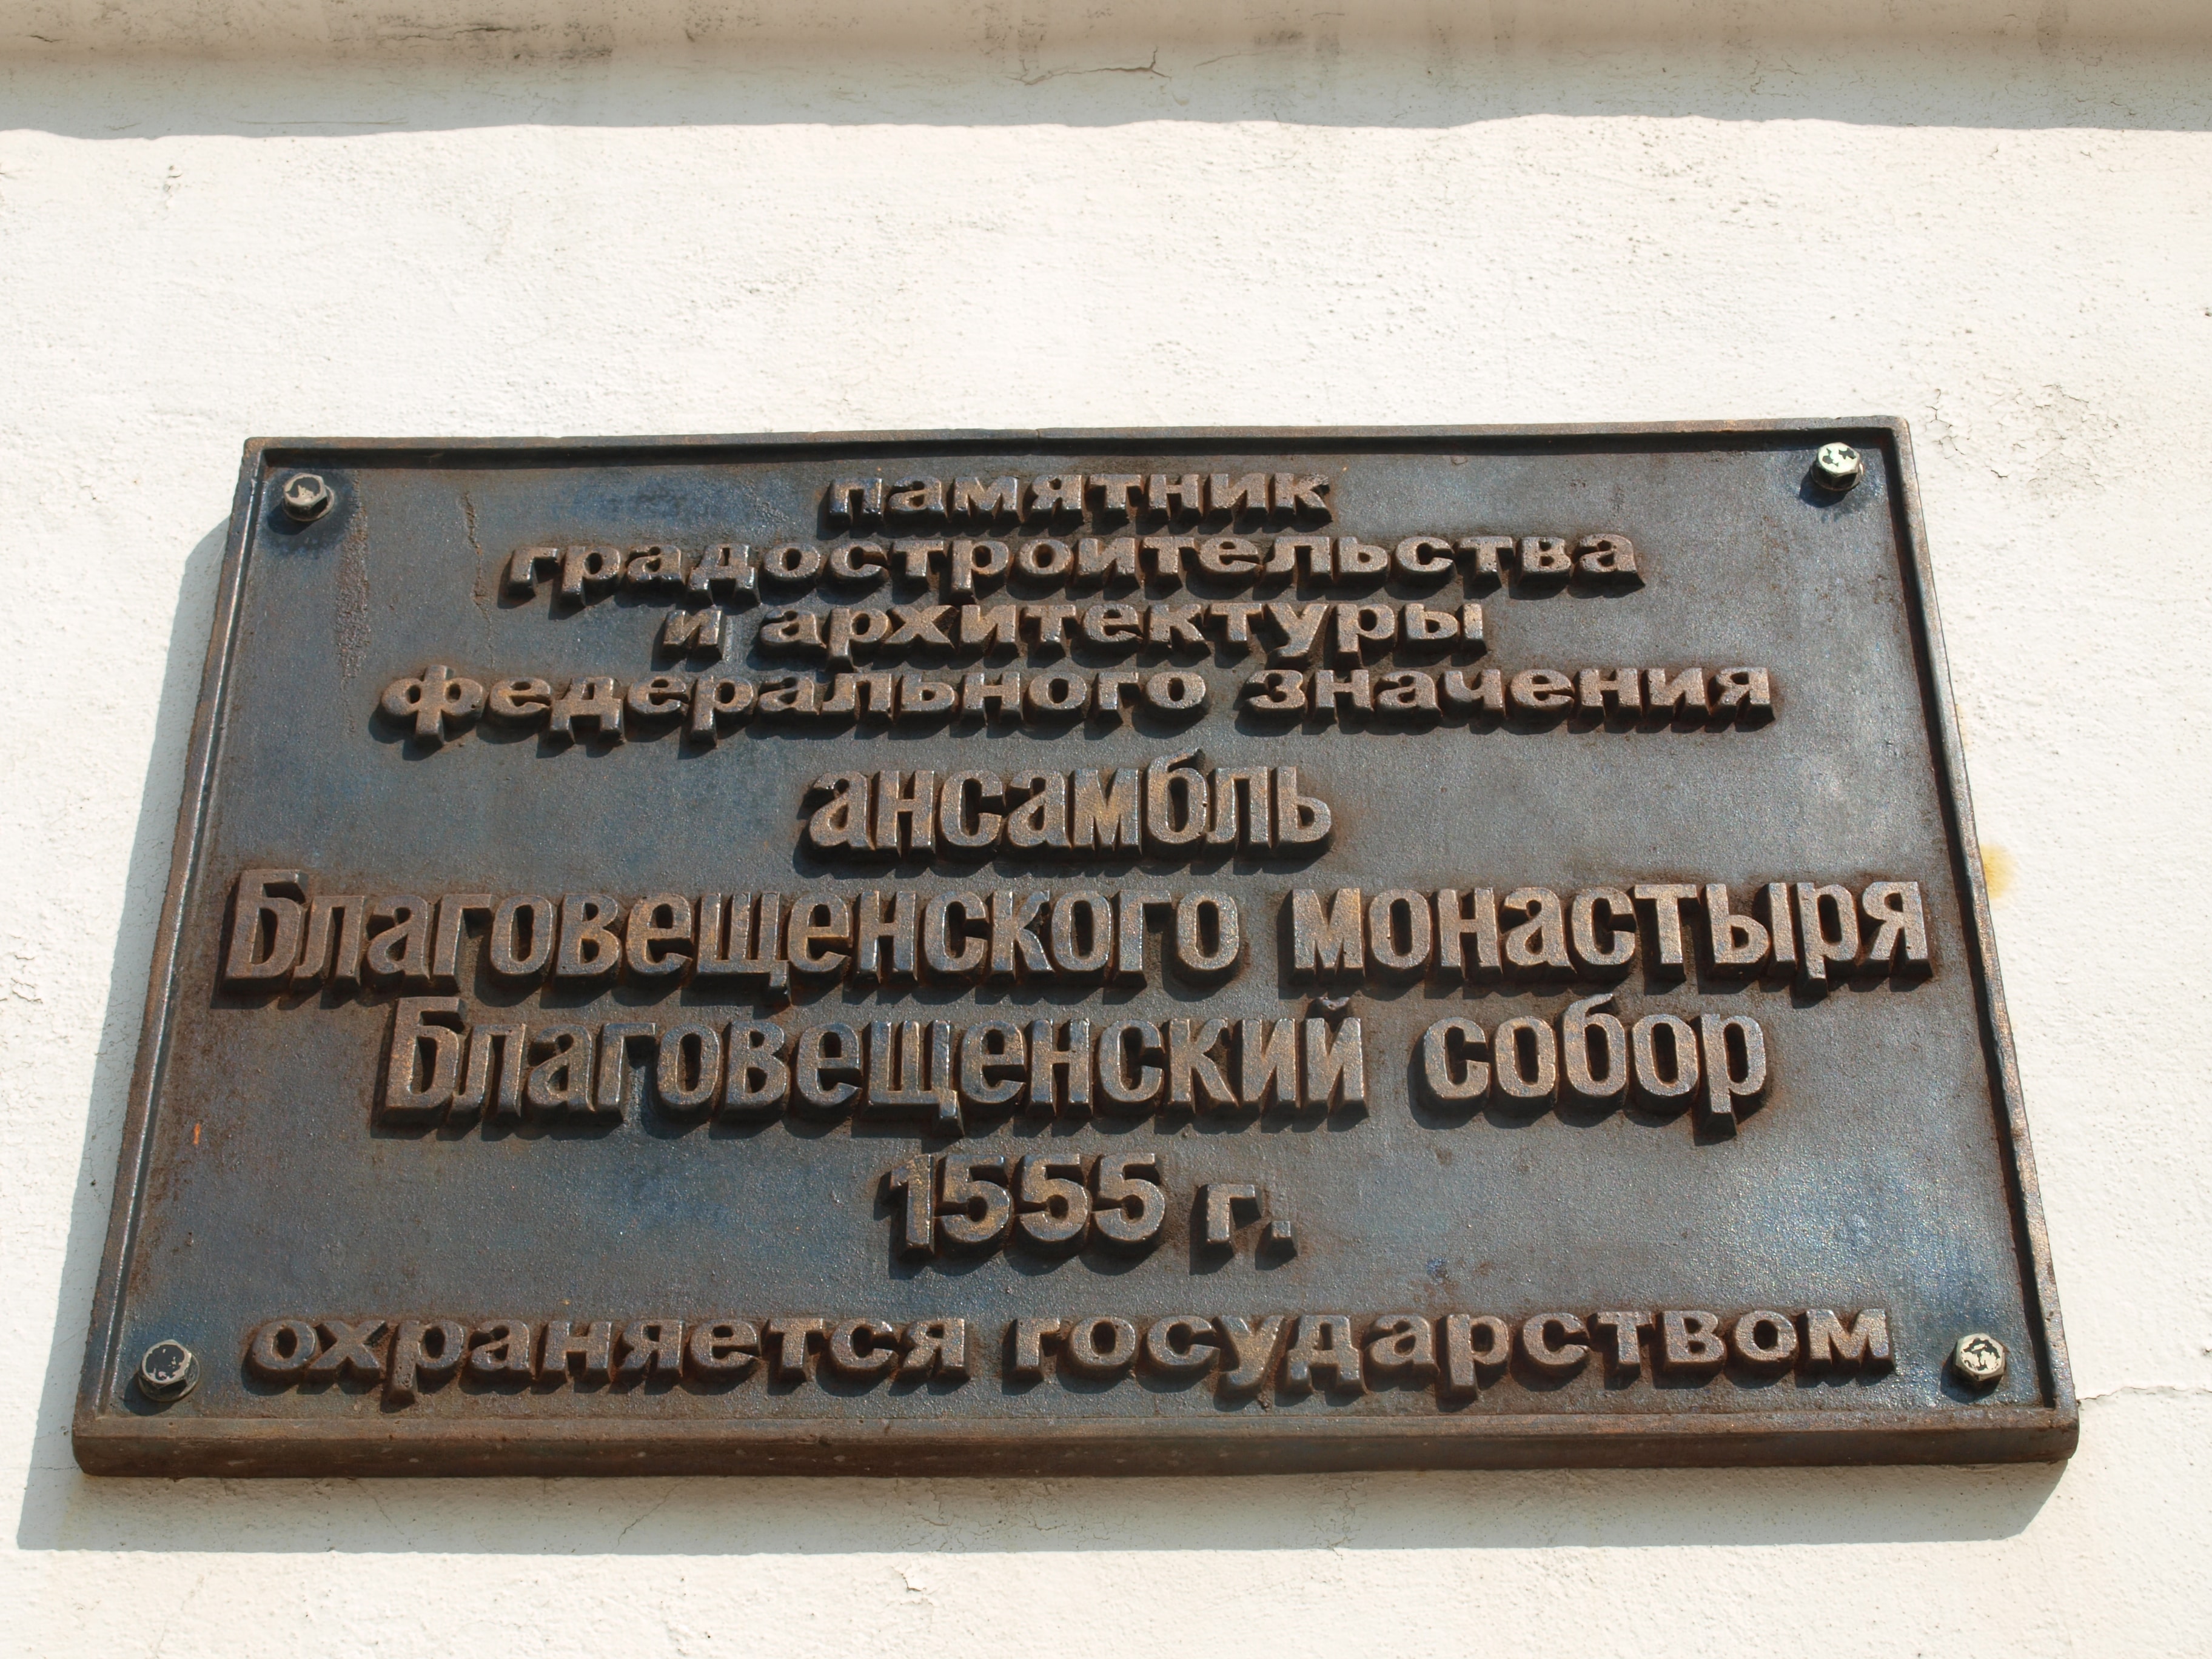 памятник
градостроительства
и архитектуры
федерального значения
ансамбль
Благовещенского монастыря
Благовещенский собор
1555 г.
охраняется государством